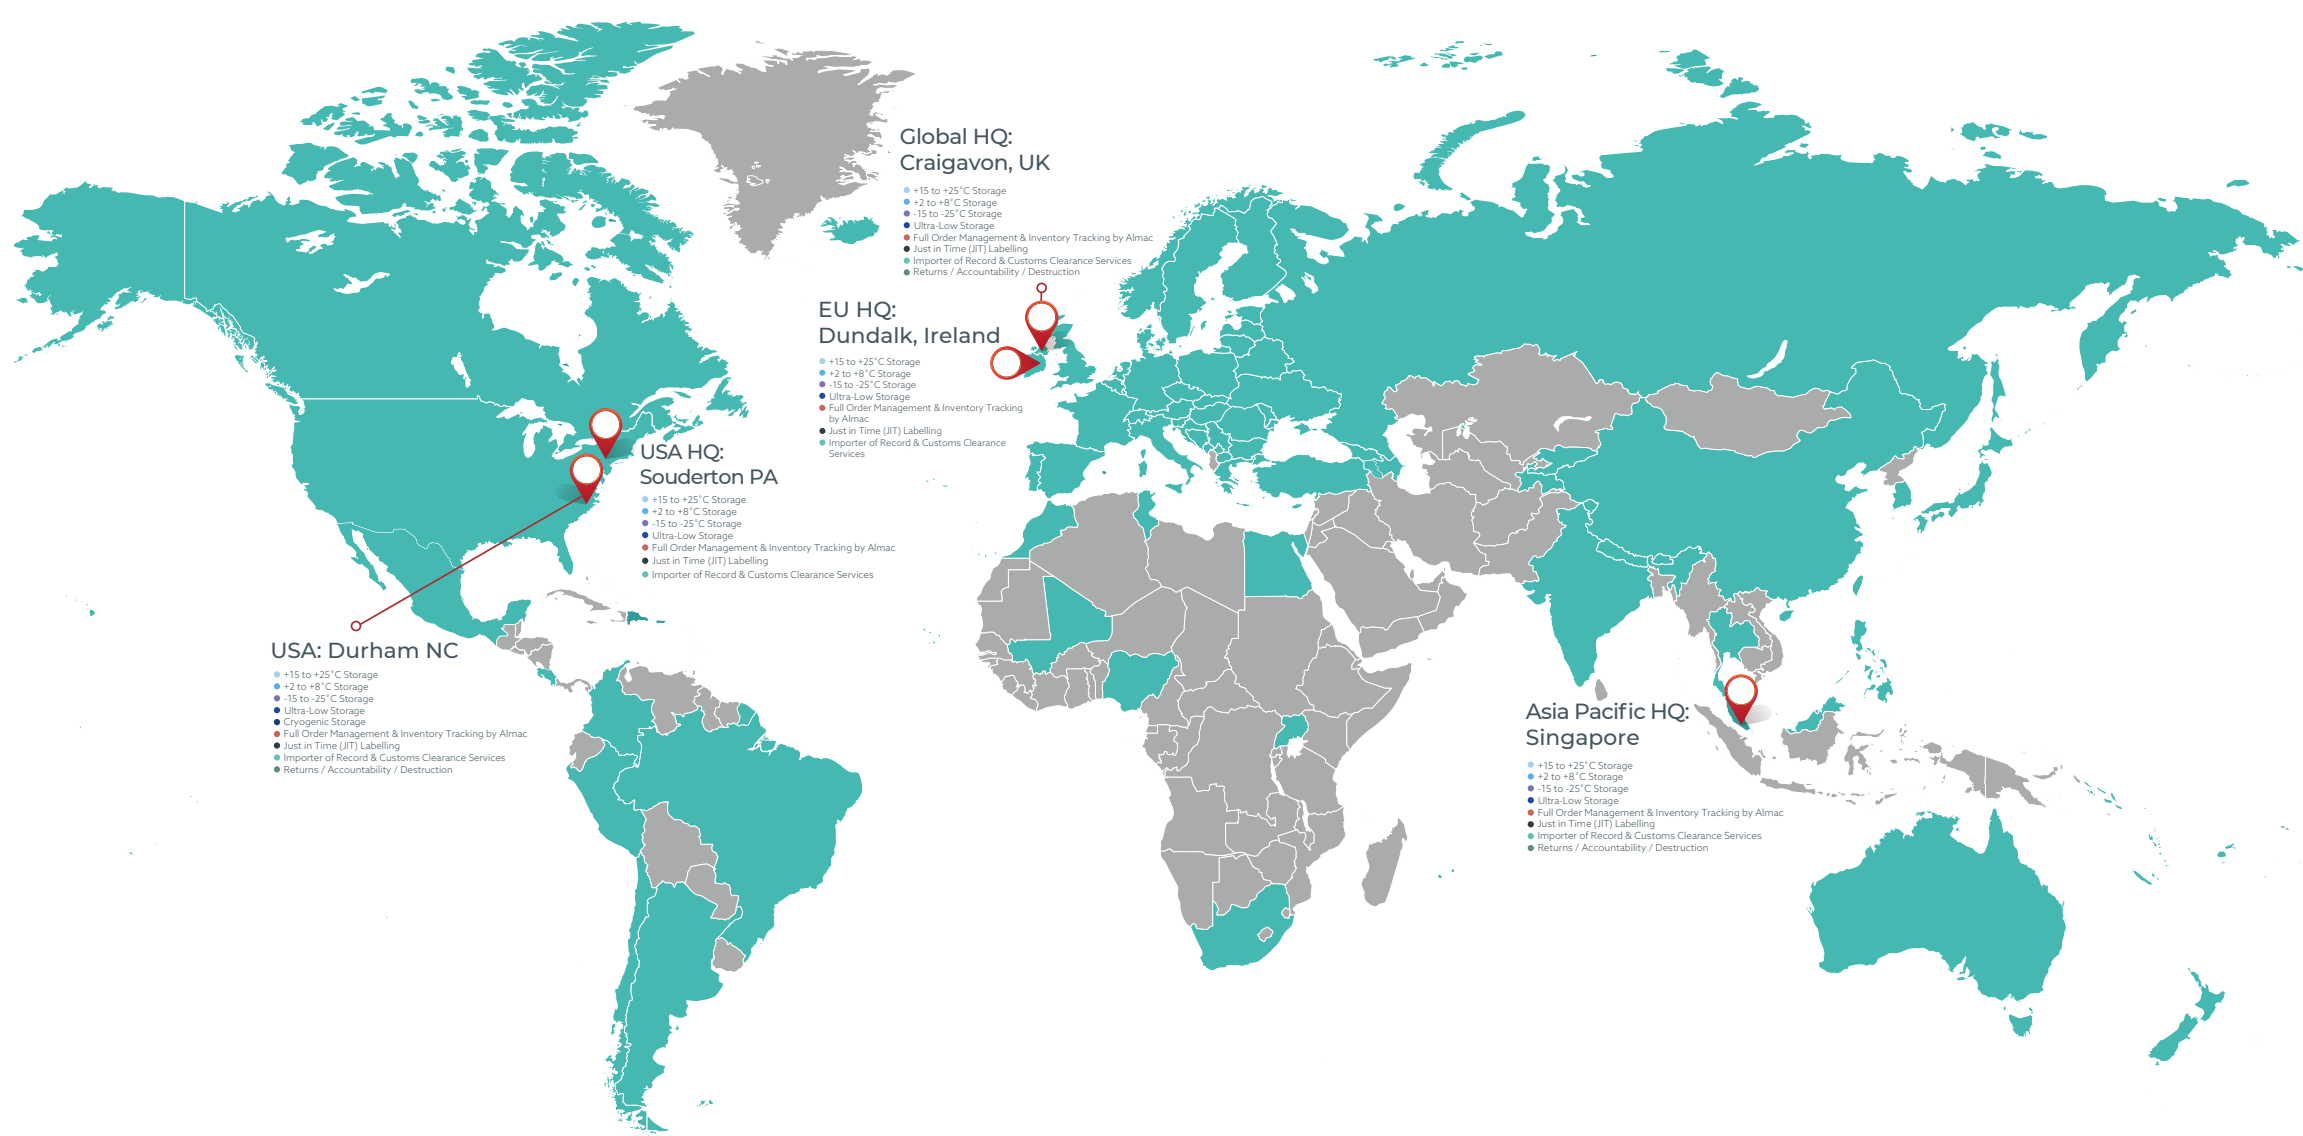 Global HQ:
Craigavon, UK
+15 to +25˚C Storage
+2 to +8˚C Storage
-15 to -25˚C Storage
Ultra-Low Storage
Full Order Management & Inventory Tracking by Almac
Just in Time (JIT) Labelling
Importer of Record & Customs Clearance Services
Returns / Accountability / Destruction
EU HQ:
Dundalk, Ireland
+15 to +25˚C Storage
+2 to +8˚C Storage
-15 to -25˚C Storage
Ultra-Low Storage
Full Order Management & Inventory Tracking
by Almac
Just in Time (JIT) Labelling
Importer of Record & Customs Clearance
Services
USA HQ:
Souderton PA
+15 to +25˚C Storage
+2 to +8˚C Storage
-15 to -25˚C Storage
Ultra-Low Storage
Full Order Management & Inventory Tracking by Almac
Just in Time (JIT) Labelling
Importer of Record & Customs Clearance Services
USA: Durham NC
+15 to +25˚C Storage
+2 to +8˚C Storage
-15 to -25˚C Storage
Ultra-Low Storage
Cryogenic Storage
Full Order Management & Inventory Tracking by Almac
Just in Time (JIT) Labelling
Importer of Record & Customs Clearance Services
Returns / Accountability / Destruction
Asia Pacific HQ:
Singapore
+15 to +25˚C Storage
+2 to +8˚C Storage
-15 to -25˚C Storage
Ultra-Low Storage
Full Order Management & Inventory Tracking by Almac
Just in Time (JIT) Labelling
Importer of Record & Customs Clearance Services
Returns / Accountability / Destruction